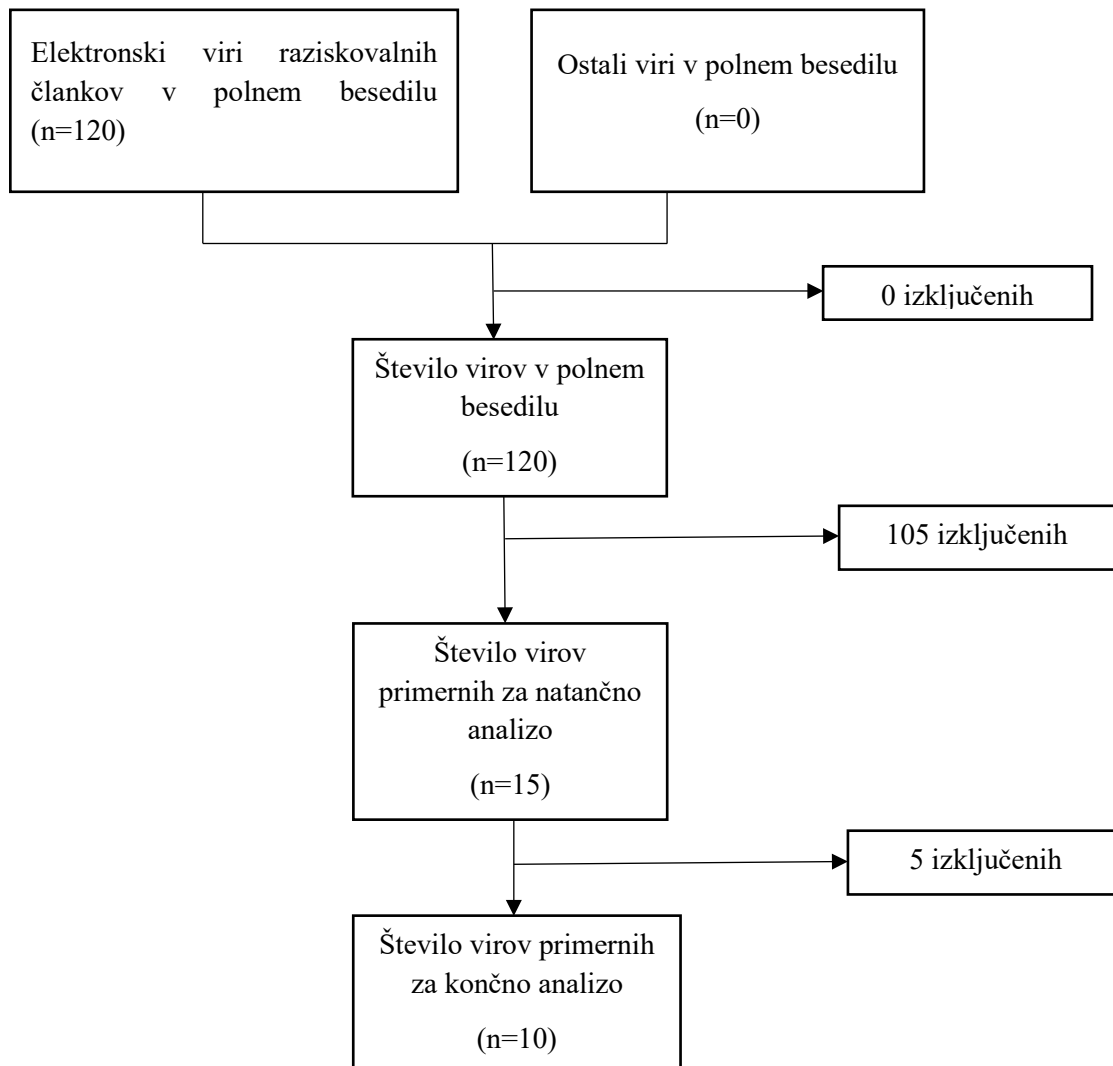 Elektronski viri raziskovalnih
člankov v polnem besedilu
(n=120)
Ostali viri v polnem besedilu
(n=0)
0 izključenih
Število virov v polnem
besedilu
(n=120)
105 izključenih
Število virov
primernih za natančno
analizo
(n=15)
5 izključenih
Število virov primernih
za končno analizo
(n=10)